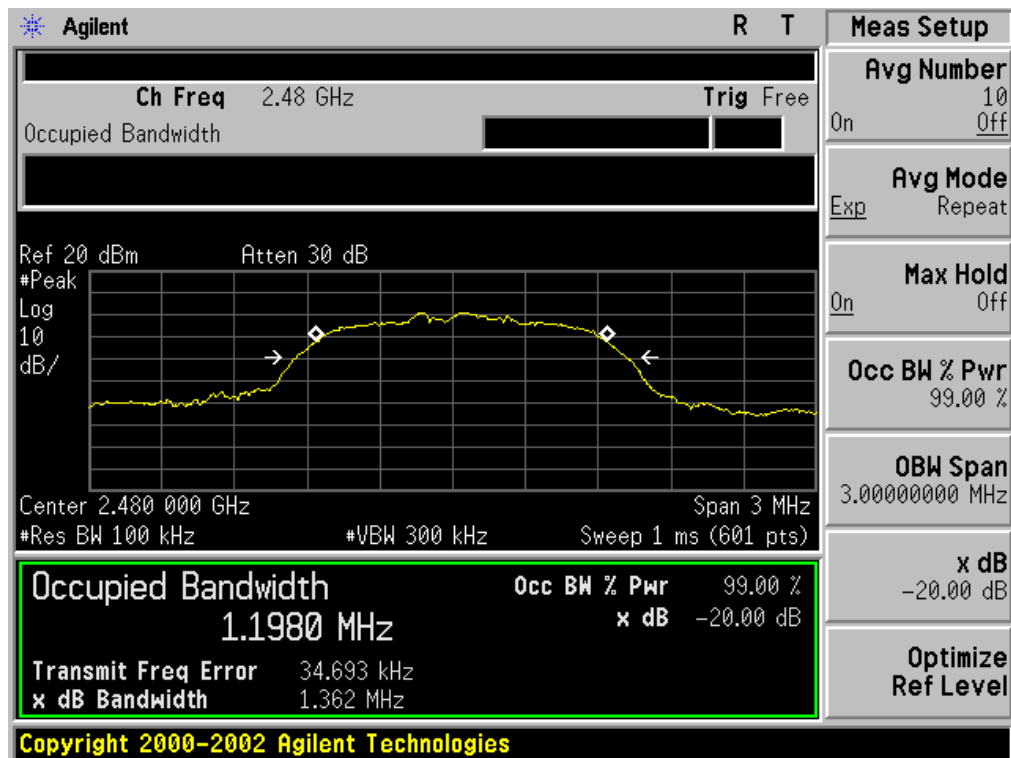 Agilent R T
Ch Freq 2.48 GHz Trig Free
Occupied Bandwidth
Ref 20 dBm Atten 30 dB
#Peak
Log
10
dB/
Center 2.480 000 GHz Span 3 MHz
#Res BW 100 kHz #VBW 300 kHz Sweep 1 ms (601 pts)
Occupied Bandwidth Occ BW % Pwr 99.00 %
1.1980 MHz x dB -20.00 dB
Transmit Freq Error 34.693 kHz
x dB Bandwidth 1.362 MHz
Copyright 2000-2002 Agilent Technologies
Meas Setup
Avg Number
10
On Off
Avg Mode
Exp Repeat
Max Hold
On Off
Occ BW % Pwr
99.00 %
OBW Span
3.00000000 MHz
x dB
-20.00 dB
Optimize
Ref Level